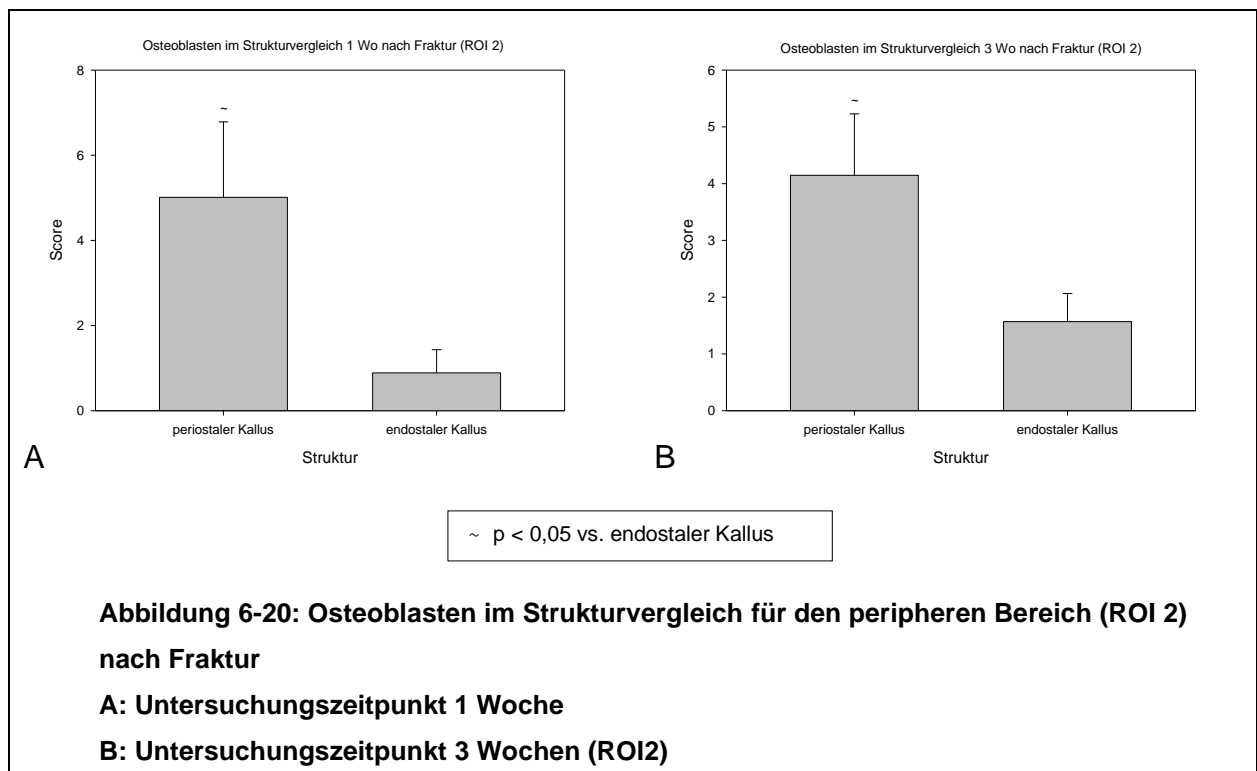 Osteoblasten im Strukturvergleich 1 Wo nach Fraktur (ROI 2)
8
6
4
2
0
Score
~
periostaler Kallus
endostaler Kallus
Struktur
A
Osteoblasten im Strukturvergleich 3 Wo nach Fraktur (ROI 2)
6
5
4
3
2
1
0
Score
~
periostaler Kallus
endostaler Kallus
Struktur
B
~ p < 0,05 vs. endostaler Kallus
Abbildung 6-20: Osteoblasten im Strukturvergleich für den peripheren Bereich (ROI 2)
nach Fraktur
A: Untersuchungszeitpunkt 1 Woche
B: Untersuchungszeitpunkt 3 Wochen (ROI2)